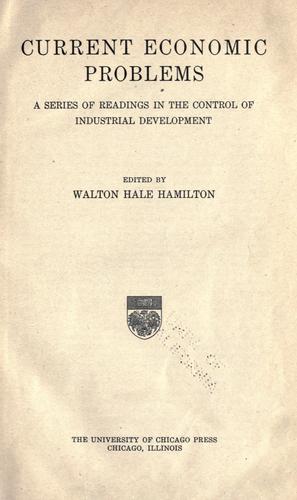 CURRENT ECONOMIC
PROBLEMS
A SERIES OF READINGS IN THE CONTROL OF
INDUSTRIAL DEVELOPMENT
EDITED BY
WALTON HALE HAMILTON
THE UNIVERSITY OF CHICAGO PRESS
CHICAGO, ILLINOIS